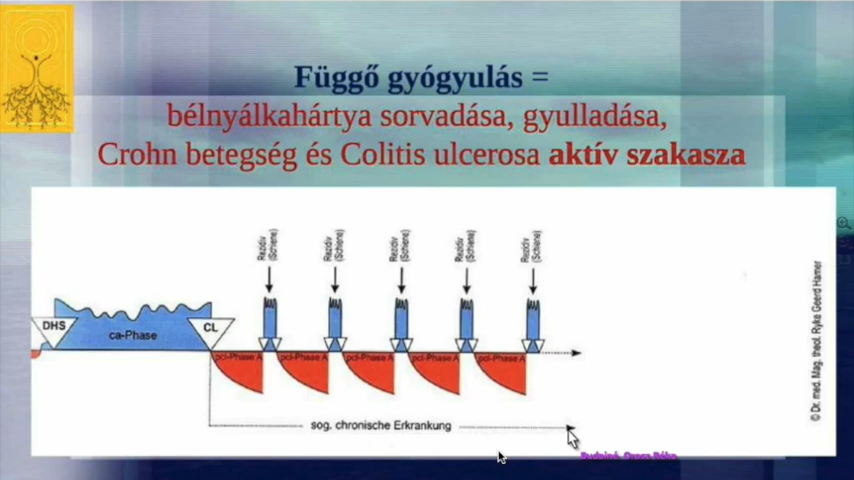 Függő gyógyulás =
bélnyálkahártya sorvadása, gyulladása,
Crohn betegség és Colitis ulcerosa aktív szakasza
Rezidiv
(Schiene)
Rezidiv
(Schiene)
Rezidiv
(Schiene)
Rezidiv
(Schiene)
Rezidiv
(Schiene)
DHS
ca-Phase
CL
pcl-Phase A
pcl-Phase A
pcl-Phase A
pcl-Phase A
pcl-Phase A
sog. chronische Erkrankung
© Dr. med. Mag. theol. Ryke Geerd Hamer